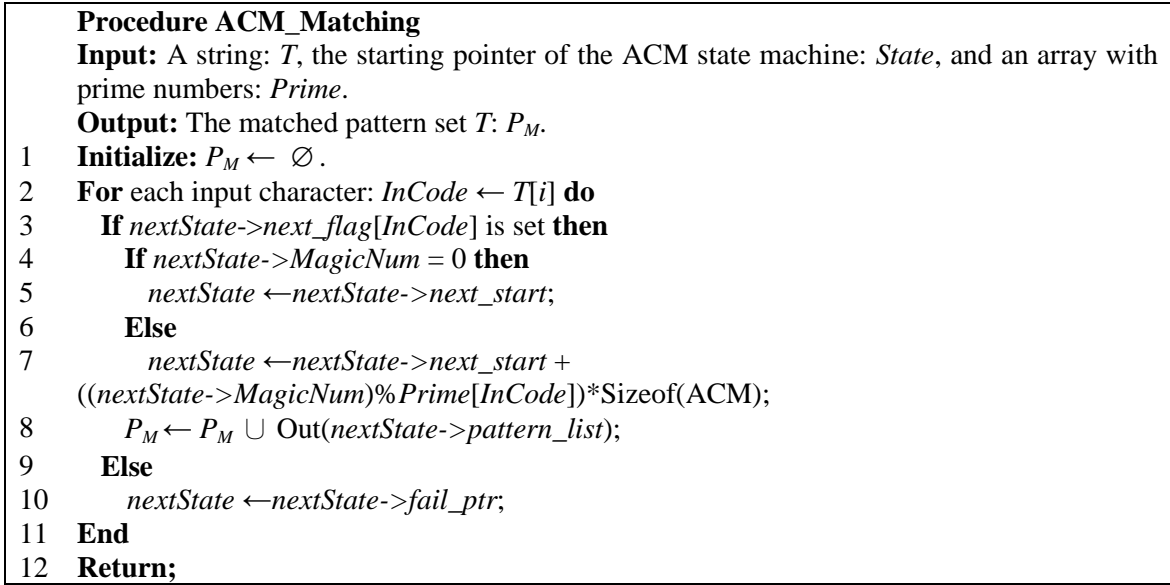 Procedure ACM_Matching
Input: A string: T, the starting pointer of the ACM state machine: State, and an array with
prime numbers: Prime.
Output: The matched pattern set T: P_M.
1 Initialize: P_M ← ∅.
2 For each input character: InCode ← T[i] do
3 If nextState->next_flag[InCode] is set then
4 If nextState->MagicNum = 0 then
5 nextState ←nextState->next_start;
6 Else
7 nextState ←nextState->next_start +
((nextState->MagicNum)%Prime[InCode])*Sizeof(ACM);
8 P_M ← P_M ∪ Out(nextState->pattern_list);
9 Else
10 nextState ←nextState->fail_ptr;
11 End
12 Return;